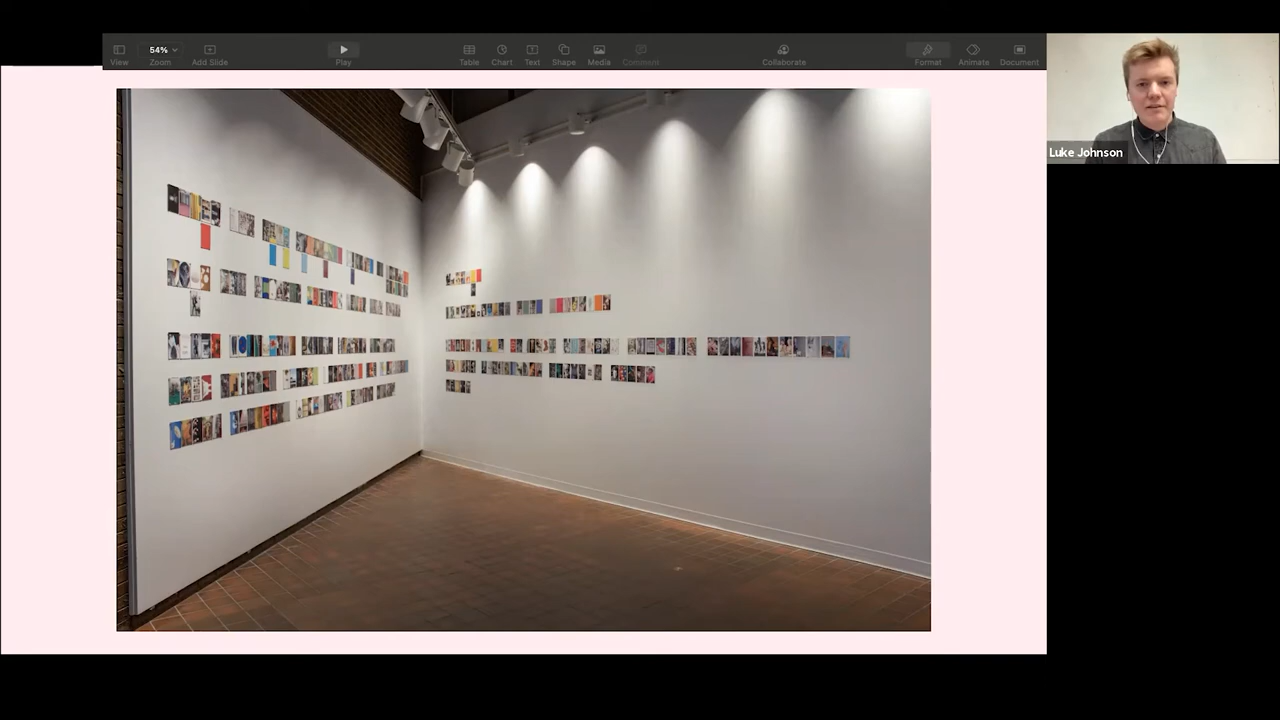 54%
View
Zoom
Add Slide
Play
Table
Chart
Text
Shape
Media
Comment
Collaborate
Format
Animate
Document
Luke Johnson